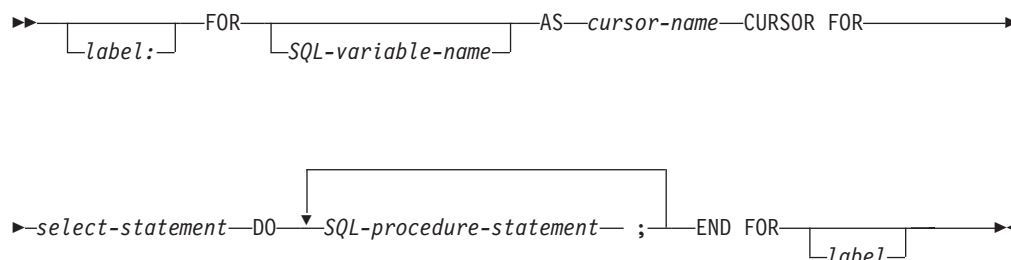 FOR AS cursor-name CURSOR FOR
label: SQL-variable-name
select-statement DO SQL-procedure-statement ; END FOR
label